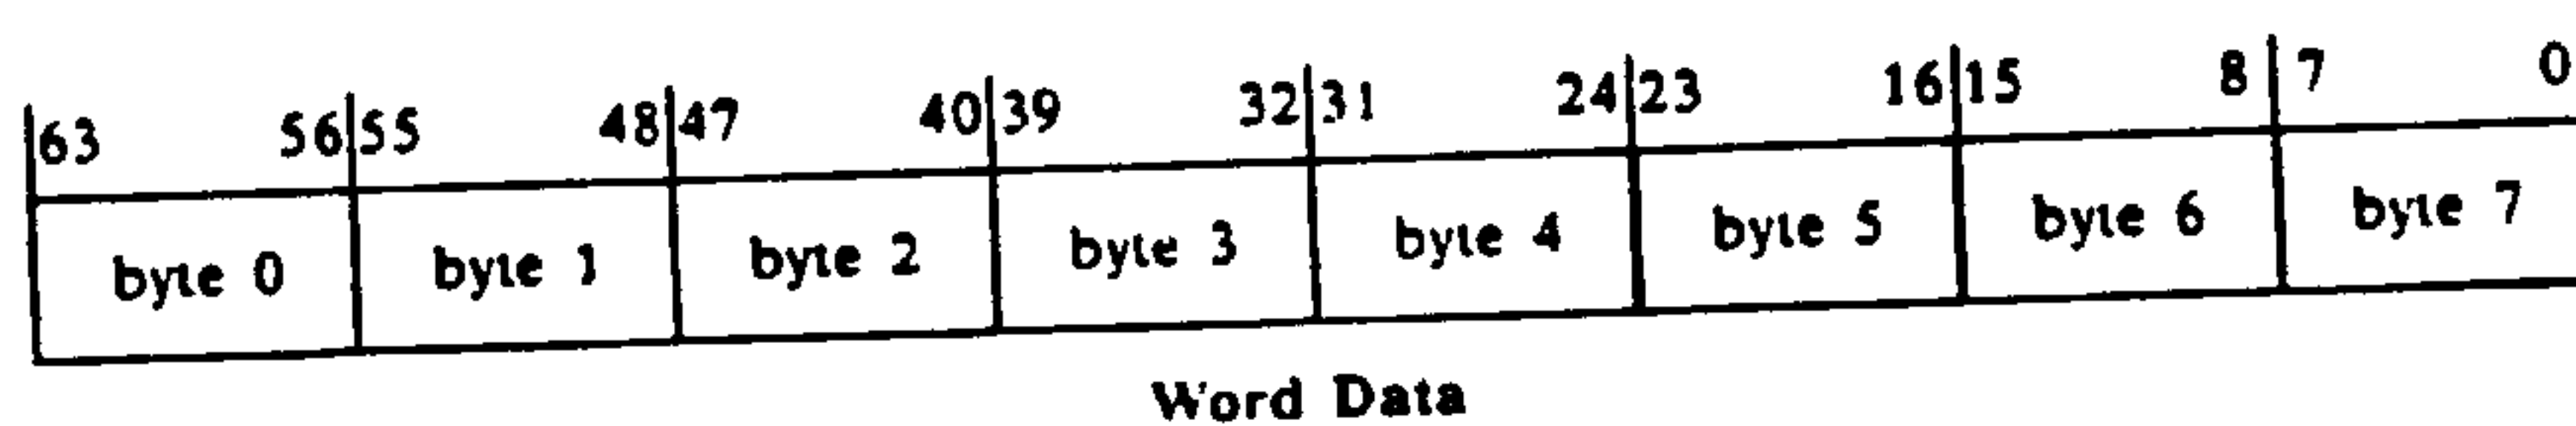 63 56 55 48 47 40 39 32 31 24 23 16 15 8 7 0
byte 0 byte 1 byte 2 byte 3 byte 4 byte 5 byte 6 byte 7
Word Data